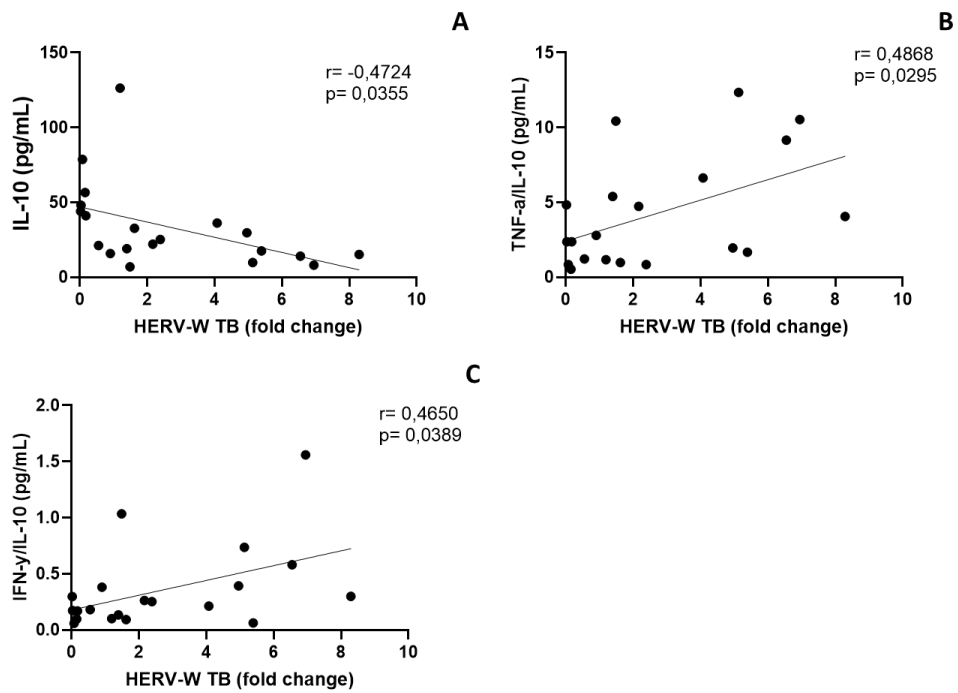 A
150
r= -0,4724
p= 0,0355
100
IL-10 (pg/mL)
50
0
0 2 4 6 8 10
HERV-W TB (fold change)
B
15
r= 0,4868
p= 0,0295
10
TNF-a/IL-10 (pg/mL)
5
0
0 2 4 6 8 10
HERV-W TB (fold change)
C
2.0
r= 0,4650
p= 0,0389
1.5
IFN-y/IL-10 (pg/mL)
1.0
0.5
0.0
0 2 4 6 8 10
HERV-W TB (fold change)